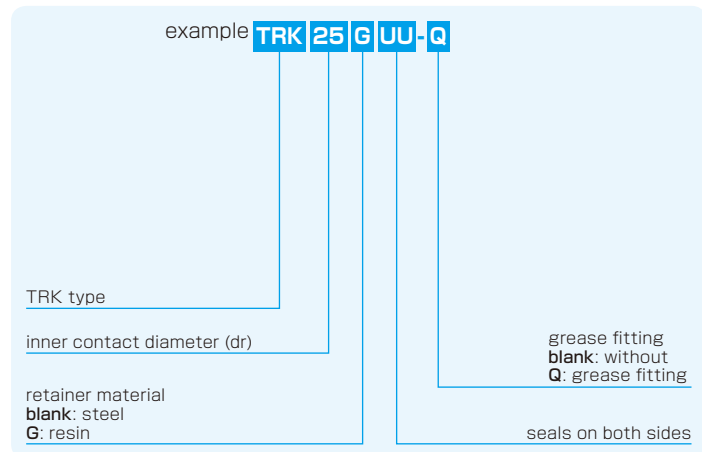 example TRK 25 G UU-Q
TRK type
inner contact diameter (dr)
retainer material
blank: steel
G: resin
grease fitting
blank: without
Q: grease fitting
seals on both sides